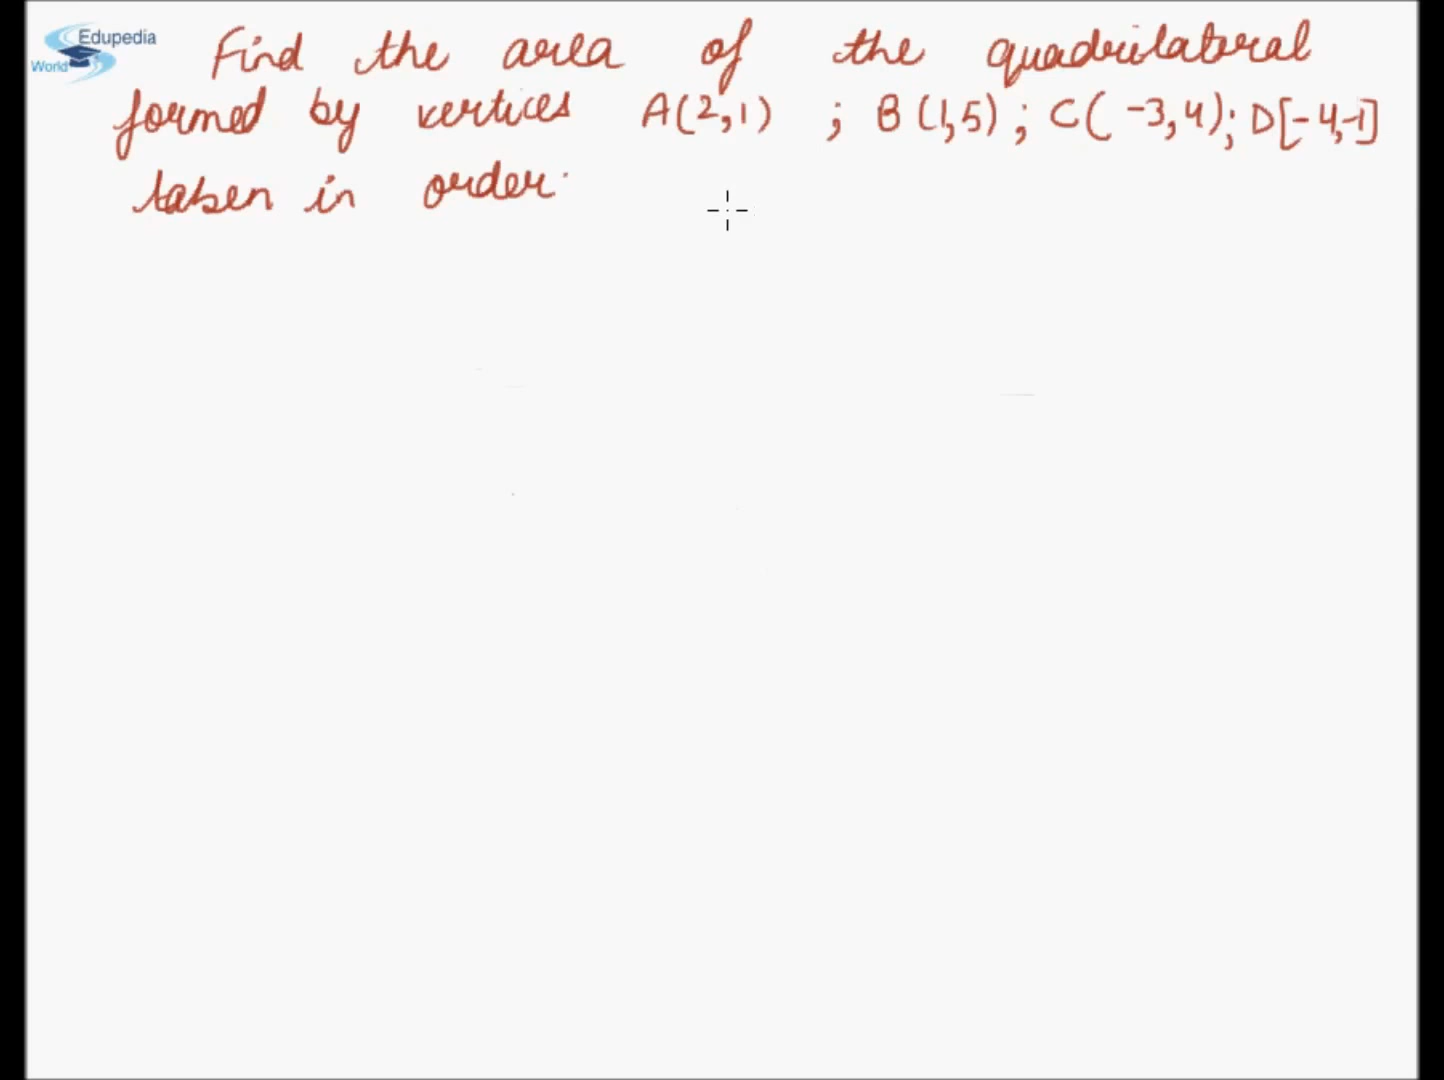 Edupedia
World
Find the area of the quadrilateral
formed by vertices A(2,1) ; B(1,5) ; C(-3,4); D[-4,-1]
taken in order.